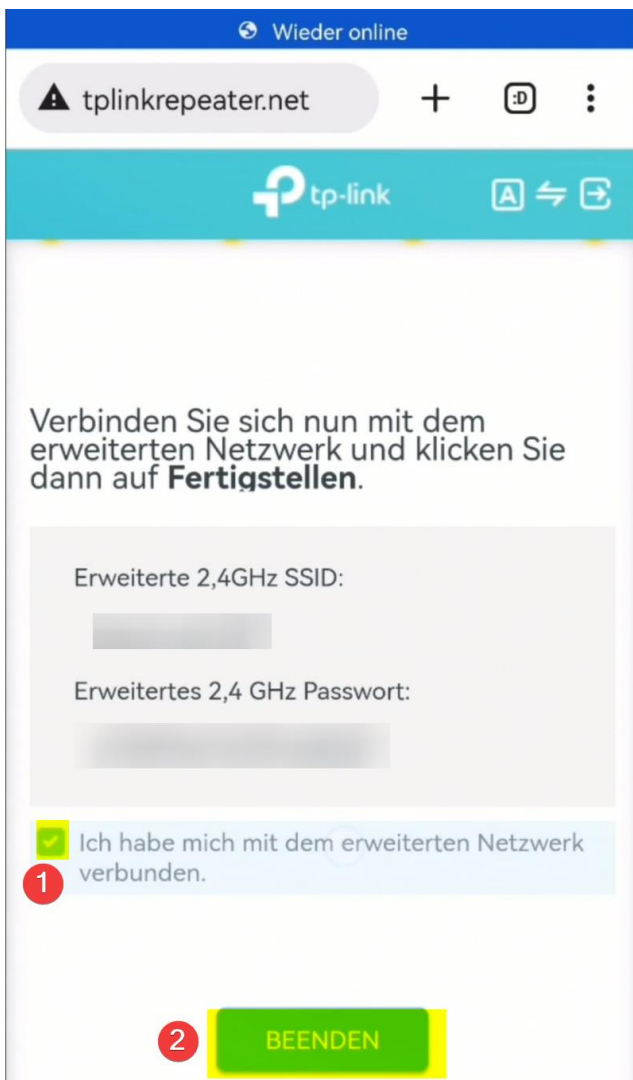 Wieder online
tplinkrepeater.net
:D
tp-link
A
Verbinden Sie sich nun mit dem
erweiterten Netzwerk und klicken Sie
dann auf Fertigstellen.
Erweiterte 2,4GHz SSID:
Erweitertes 2,4 GHz Passwort:
Ich habe mich mit dem erweiterten Netzwerk
verbunden.
1
2
BEENDEN